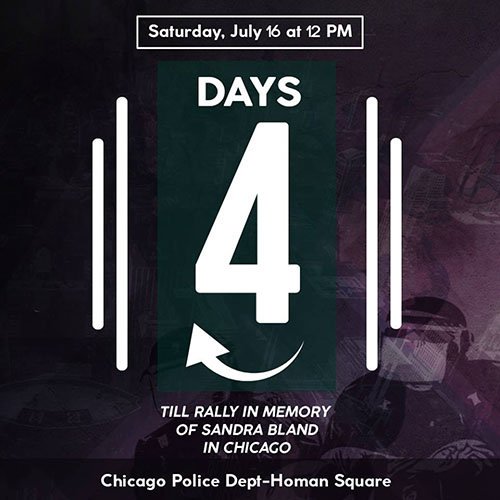 Saturday, July 16 at 12 PM
DAYS
4
TILL RALLY IN MEMORY
OF SANDRA BLAND
IN CHICAGO
Chicago Police Dept-Homan Square